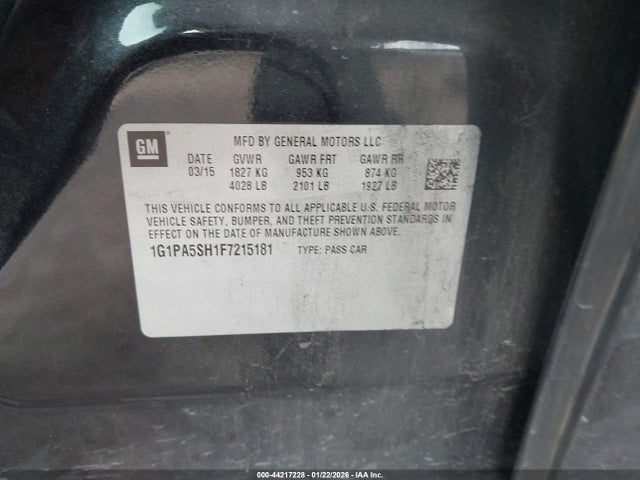 GM
MFD BY GENERAL MOTORS LLC
DATE GVWR GAWR FRT GAWR RR
03/15 1827 KG 953 KG 874 KG
4028 LB 2101 LB 1927 LB
THIS VEHICLE CONFORMS TO ALL APPLICABLE U.S. FEDERAL MOTOR
VEHICLE SAFETY, BUMPER, AND THEFT PREVENTION STANDARDS IN
EFFECT ON THE DATE OF MANUFACTURE SHOWN ABOVE.
1G1PA5SH1F7215181 TYPE: PASS CAR
000-44217228 - 01/22/2026 - IAA Inc.